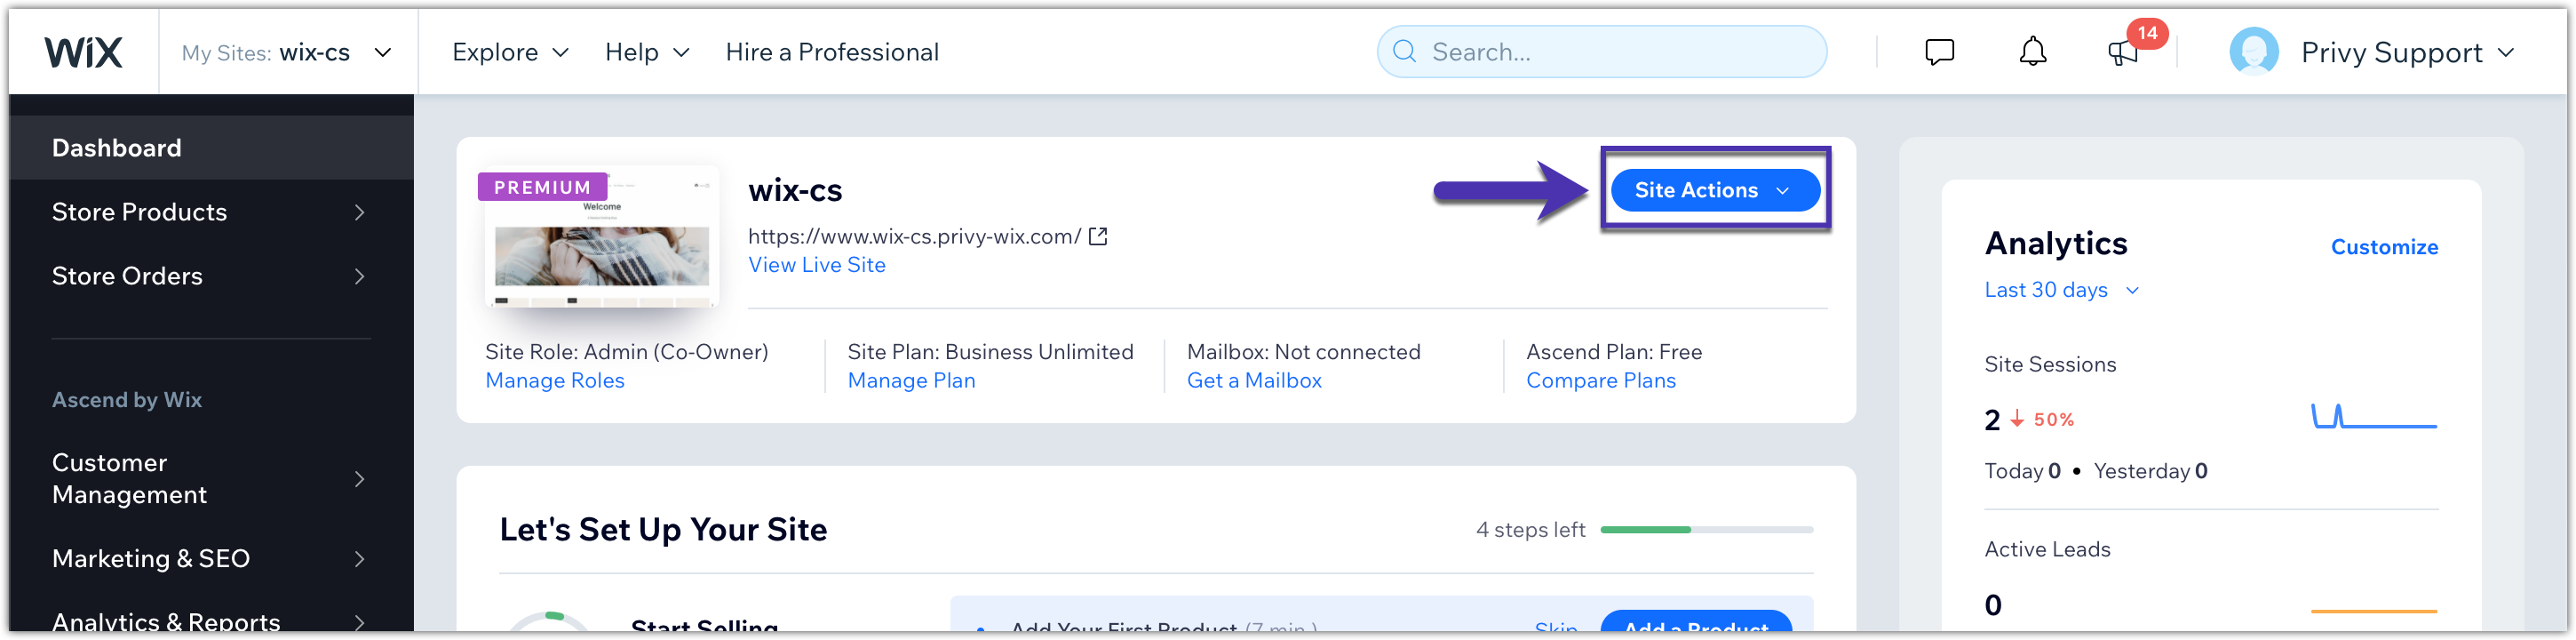 WiX
My Sites: wix-cs
Explore
Help
Hire a Professional
Search...
14
Privy Support
Dashboard
Store Products
Store Orders
Ascend by Wix
Customer
Management
Marketing & SEO
Analytics & Reports
PREMIUM
Welcome
wix-cs
https://www.wix-cs.privy-wix.com/
View Live Site
Site Actions
Site Role: Admin (Co-Owner)
Manage Roles
Site Plan: Business Unlimited
Manage Plan
Mailbox: Not connected
Get a Mailbox
Ascend Plan: Free
Compare Plans
Let's Set Up Your Site
4 steps left
Start Selling
Add Your First Product (7 min.)
Skip
Add a Product
Analytics
Customize
Last 30 days
Site Sessions
2 50%
Today 0 • Yesterday 0
Active Leads
0